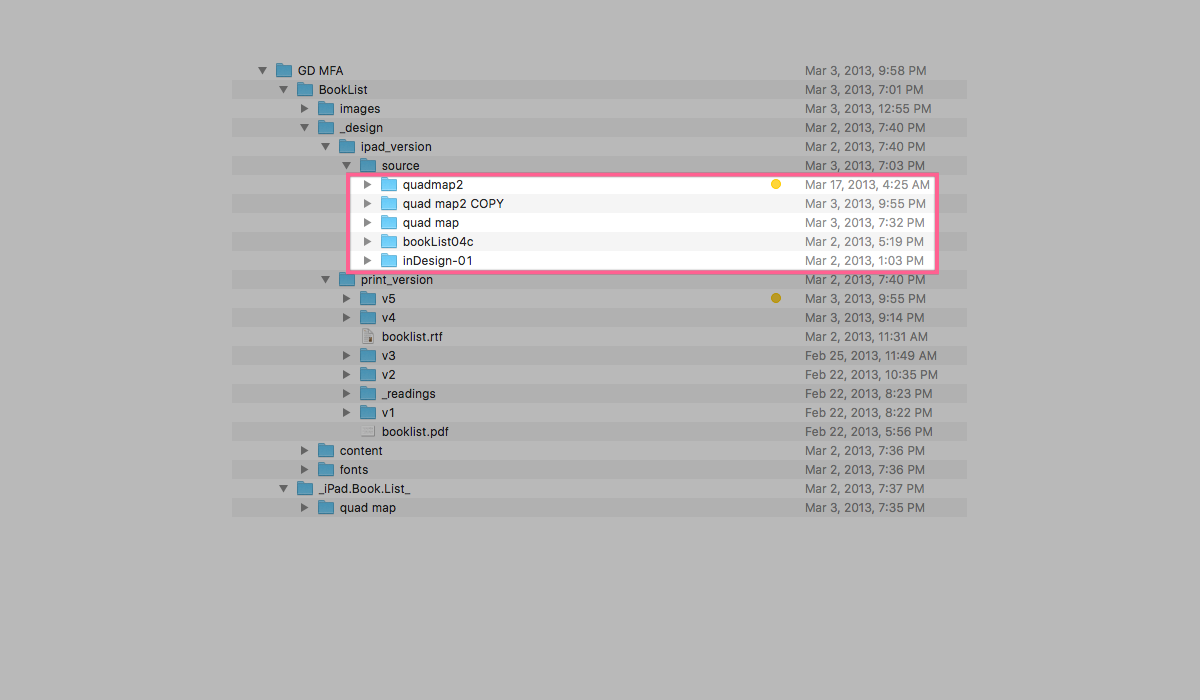 GD MFA Mar 3, 2013, 9:58 PM
BookList Mar 3, 2013, 7:01 PM
images Mar 3, 2013, 12:55 PM
_design Mar 2, 2013, 7:40 PM
ipad_version Mar 2, 2013, 7:40 PM
source Mar 3, 2013, 7:03 PM
quadmap2 Mar 17, 2013, 4:25 AM
quad map2 COPY Mar 3, 2013, 9:55 PM
quad map Mar 3, 2013, 7:32 PM
bookList04c Mar 2, 2013, 5:19 PM
inDesign-01 Mar 2, 2013, 1:03 PM
print_version Mar 2, 2013, 7:40 PM
v5 Mar 3, 2013, 9:55 PM
v4 Mar 3, 2013, 9:14 PM
booklist.rtf Mar 2, 2013, 11:31 AM
v3 Feb 25, 2013, 11:49 AM
v2 Feb 22, 2013, 10:35 PM
_readings Feb 22, 2013, 8:23 PM
v1 Feb 22, 2013, 8:22 PM
booklist.pdf Feb 22, 2013, 5:56 PM
content Mar 2, 2013, 7:36 PM
fonts Mar 2, 2013, 7:36 PM
_iPad.Book.List_ Mar 2, 2013, 7:37 PM
quad map Mar 3, 2013, 7:35 PM